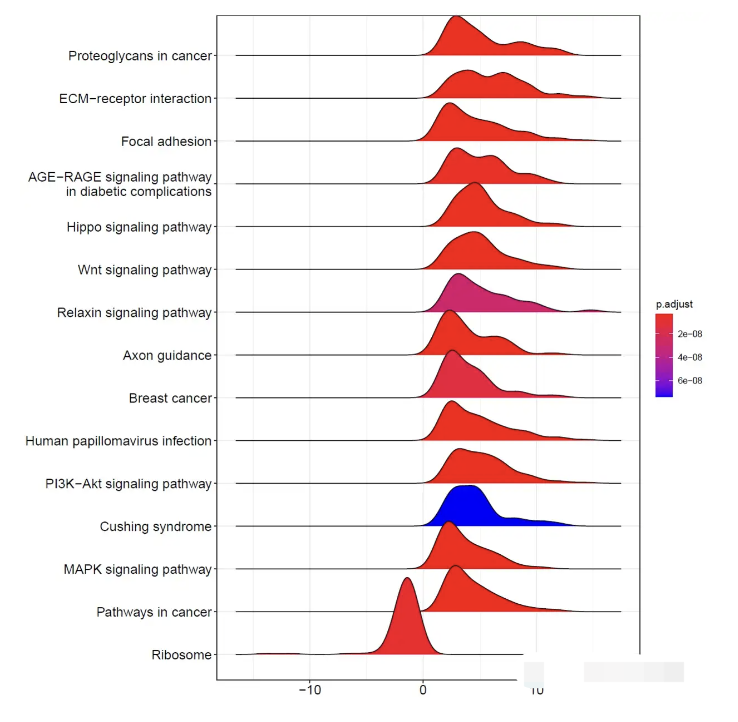 Proteoglycans in cancer
ECM−receptor interaction
Focal adhesion
AGE−RAGE signaling pathway
in diabetic complications
Hippo signaling pathway
Wnt signaling pathway
Relaxin signaling pathway
Axon guidance
Breast cancer
Human papillomavirus infection
PI3K−Akt signaling pathway
Cushing syndrome
MAPK signaling pathway
Pathways in cancer
Ribosome
−10 0 10
p.adjust
2e−08
4e−08
6e−08